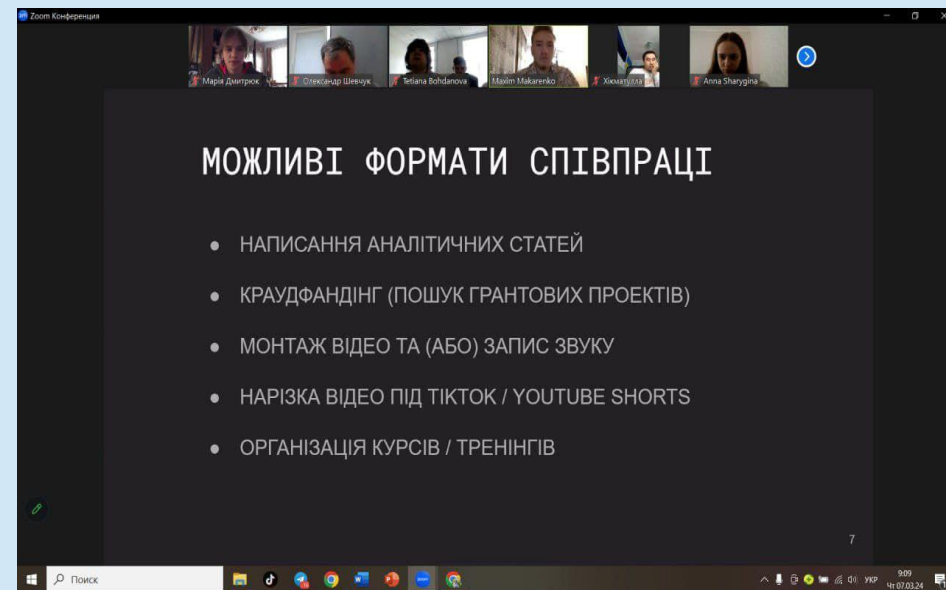 Zoom Конференция
Марія Дмитрюк
Олександр Шевчук
Tetiana Bohdanova
Maxim Makarenko
Хікматулла
Anna Sharygina
МОЖЛИВІ ФОРМАТИ СПІВПРАЦІ
● НАПИСАННЯ АНАЛІТИЧНИХ СТАТЕЙ
● КРАУДФАНДІНГ (ПОШУК ГРАНТОВИХ ПРОЕКТІВ)
● МОНТАЖ ВІДЕО ТА (АБО) ЗАПИС ЗВУКУ
● НАРІЗКА ВІДЕО ПІД TIKTOK / YOUTUBE SHORTS
● ОРГАНІЗАЦІЯ КУРСІВ / ТРЕНІНГІВ
7
Поиск
УКР
9:09
Чт 07.03.24